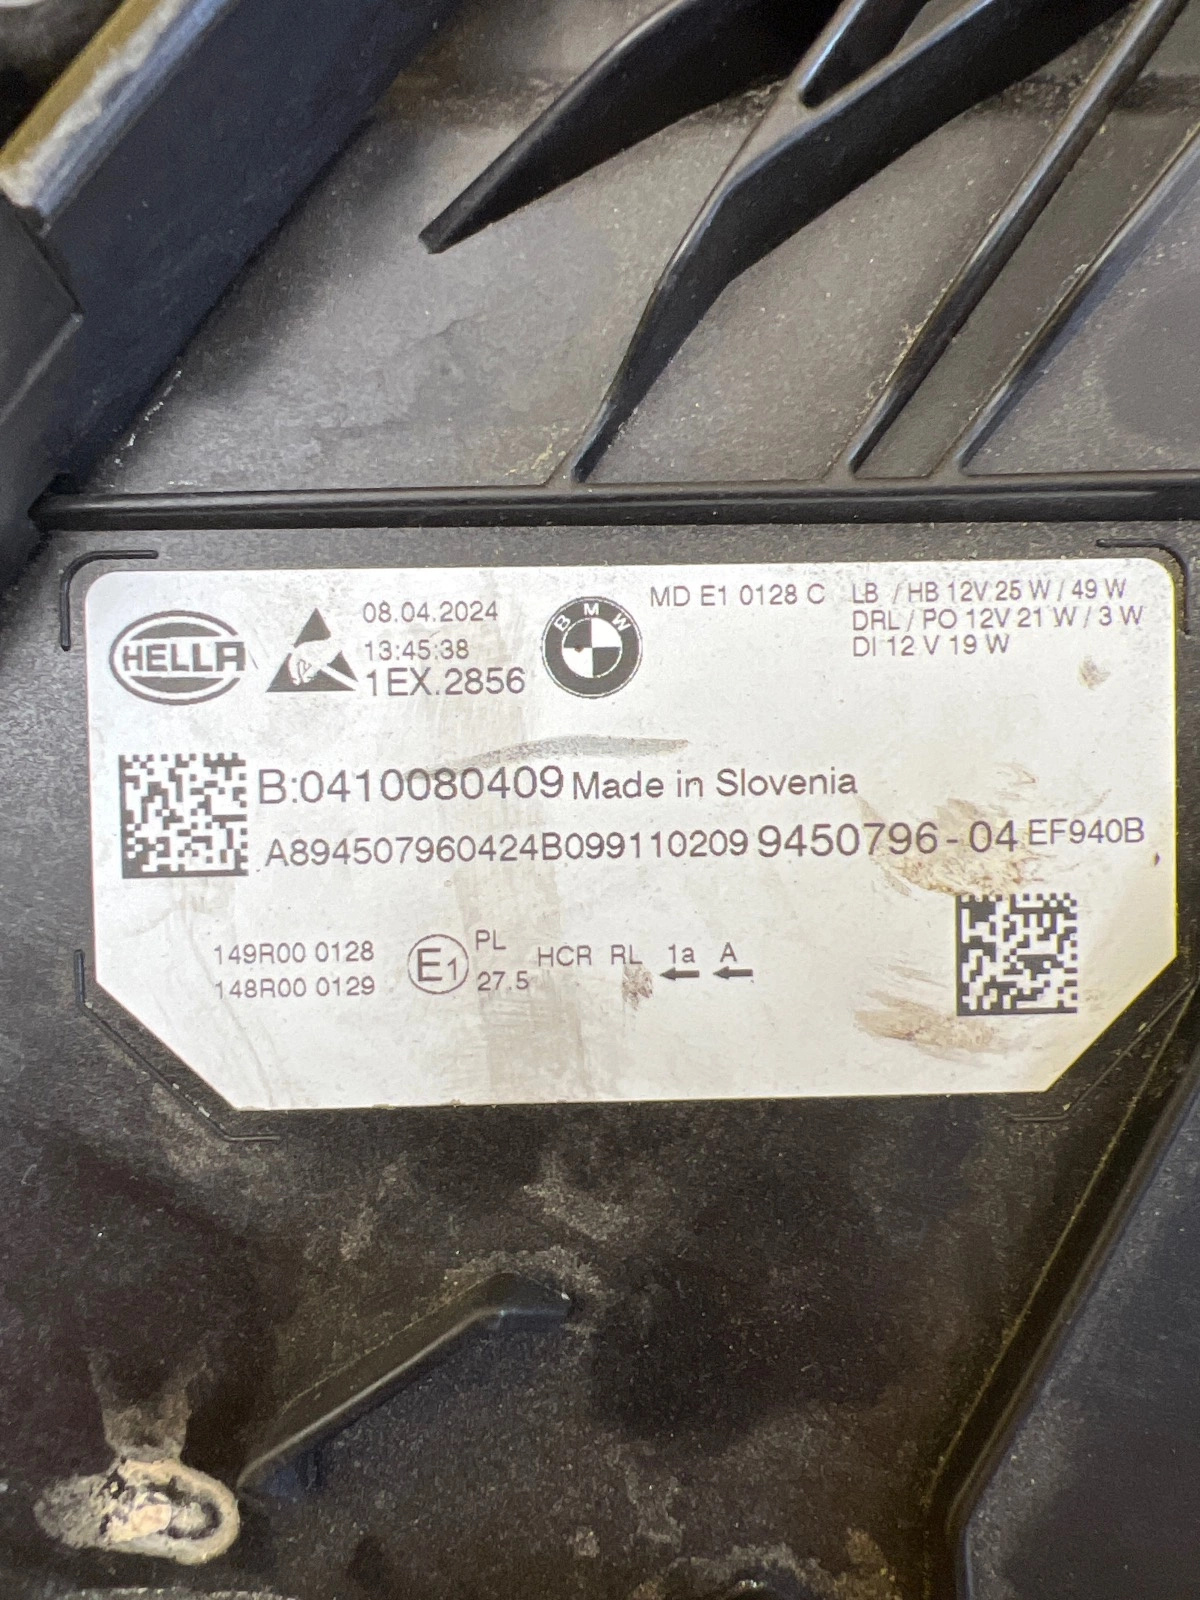 HELLA
08.04.2024
13:45:38
1EX.2856
BMW
MD E1 0128 C
LB / HB 12V 25 W / 49 W
DRL / PO 12V 21 W / 3 W
DI 12 V 19 W
B:0410080409 Made in Slovenia
A894507960424B099110209 9450796-04 EF940B
149R00 0128
148R00 0129
E1
PL
27.5
HCR RL 1a A